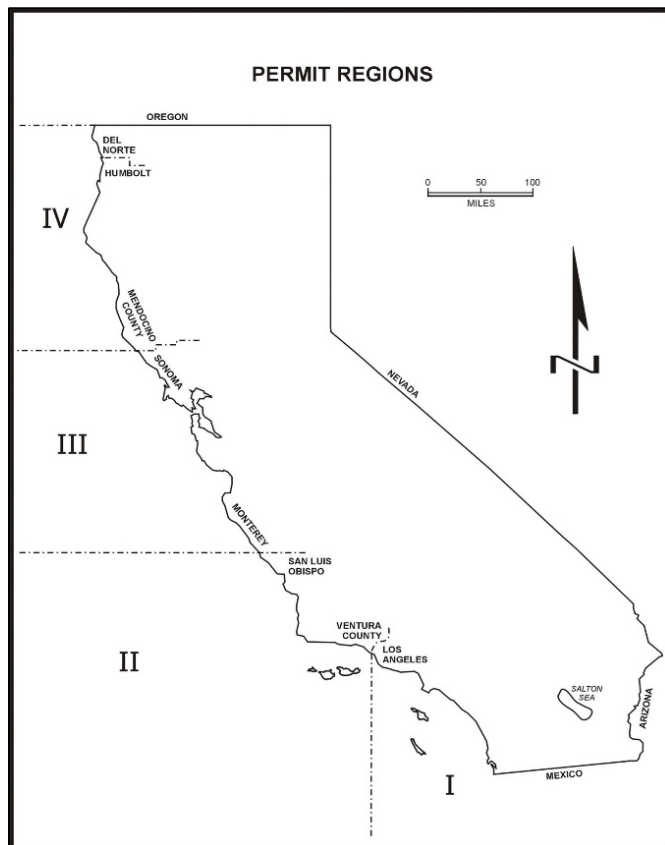 PERMIT REGIONS
OREGON
DEL
NORTE
HUMBOLT
0 50 100
MILES
IV
MENDOCINO
COUNTY
SONOMA
NEVADA
N
III
MONTEREY
SAN LUIS
OBISPO
VENTURA
COUNTY
LOS
ANGELES
II
SALTON
SEA
ARIZONA
MEXICO
I